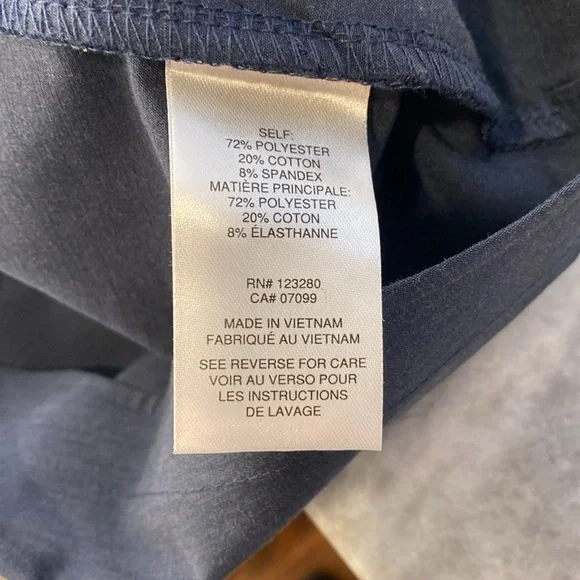 SELF:
72% POLYESTER
20% COTTON
8% SPANDEX
MATIÈRE PRINCIPALE:
72% POLYESTER
20% COTON
8% ÉLASTHANNE
RN# 123280
CA# 07099
MADE IN VIETNAM
FABRIQUÉ AU VIETNAM
SEE REVERSE FOR CARE
VOIR AU VERSO POUR
LES INSTRUCTIONS
DE LAVAGE